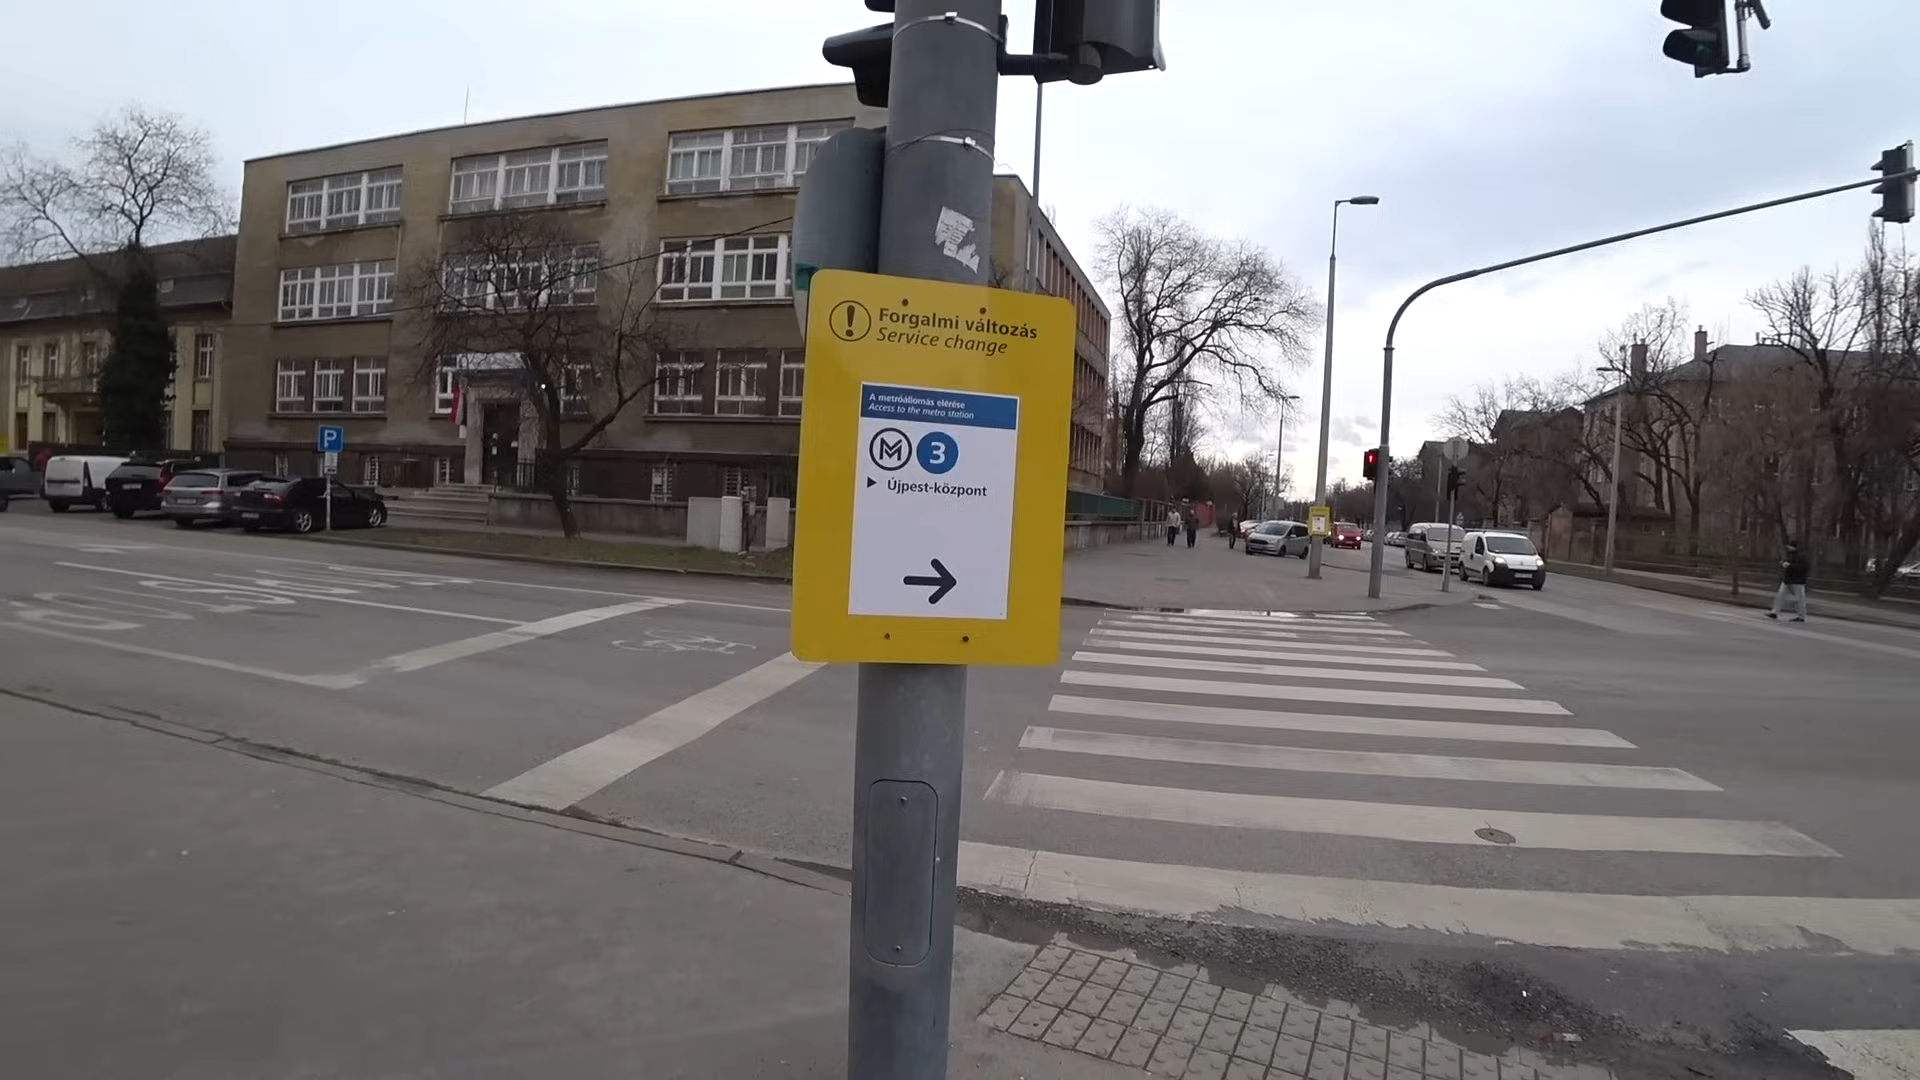 Forgalmi változás
Service change
A metróállomás elérése
Access to the metro station
M 3
Újpest-központ
P